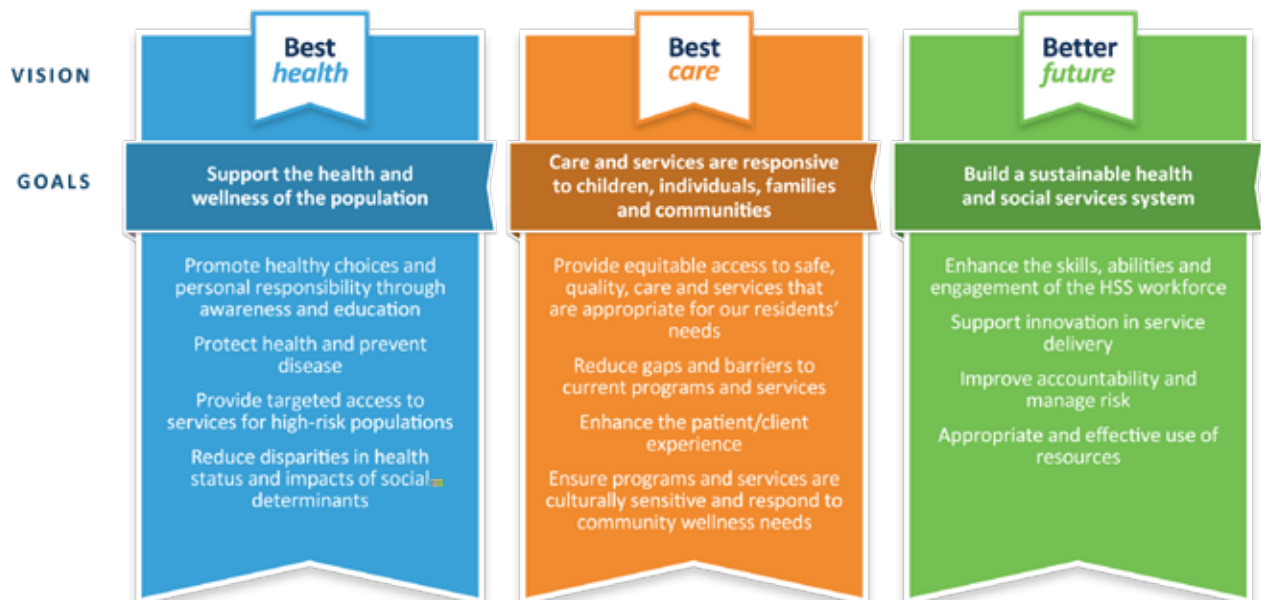 VISION
Best
health
Best
care
Better
future
GOALS
Support the health and
wellness of the population
Care and services are responsive
to children, individuals, families
and communities
Build a sustainable health
and social services system
Promote healthy choices and
personal responsibility through
awareness and education
Protect health and prevent
disease
Provide targeted access to
services for high-risk populations
Reduce disparities in health
status and impacts of social
determinants
Provide equitable access to safe,
quality, care and services that
are appropriate for our residents'
needs
Reduce gaps and barriers to
current programs and services
Enhance the patient/client
experience
Ensure programs and services are
culturally sensitive and respond to
community wellness needs
Enhance the skills, abilities and
engagement of the HSS workforce
Support innovation in service
delivery
Improve accountability and
manage risk
Appropriate and effective use of
resources